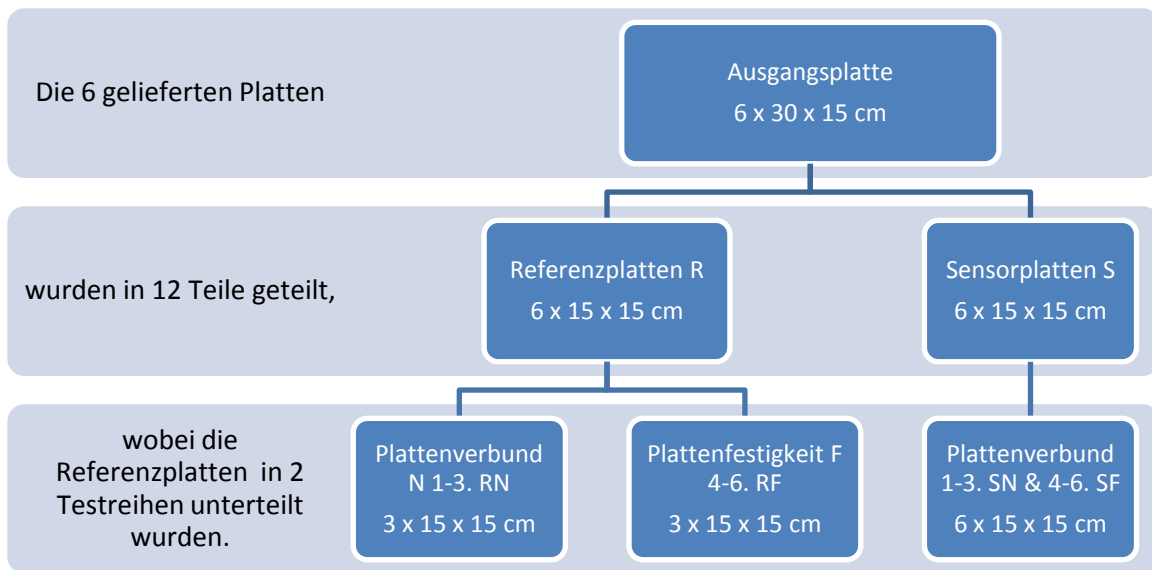 Die 6 gelieferten Platten
Ausgangsplatte
6 x 30 x 15 cm
wurden in 12 Teile geteilt,
Referenzplatten R
6 x 15 x 15 cm
Sensorplatten S
6 x 15 x 15 cm
wobei die
Referenzplatten in 2
Testreihen unterteilt
wurden.
Plattenverbund
N 1-3. RN
3 x 15 x 15 cm
Plattenfestigkeit F
4-6. RF
3 x 15 x 15 cm
Plattenverbund
1-3. SN & 4-6. SF
6 x 15 x 15 cm